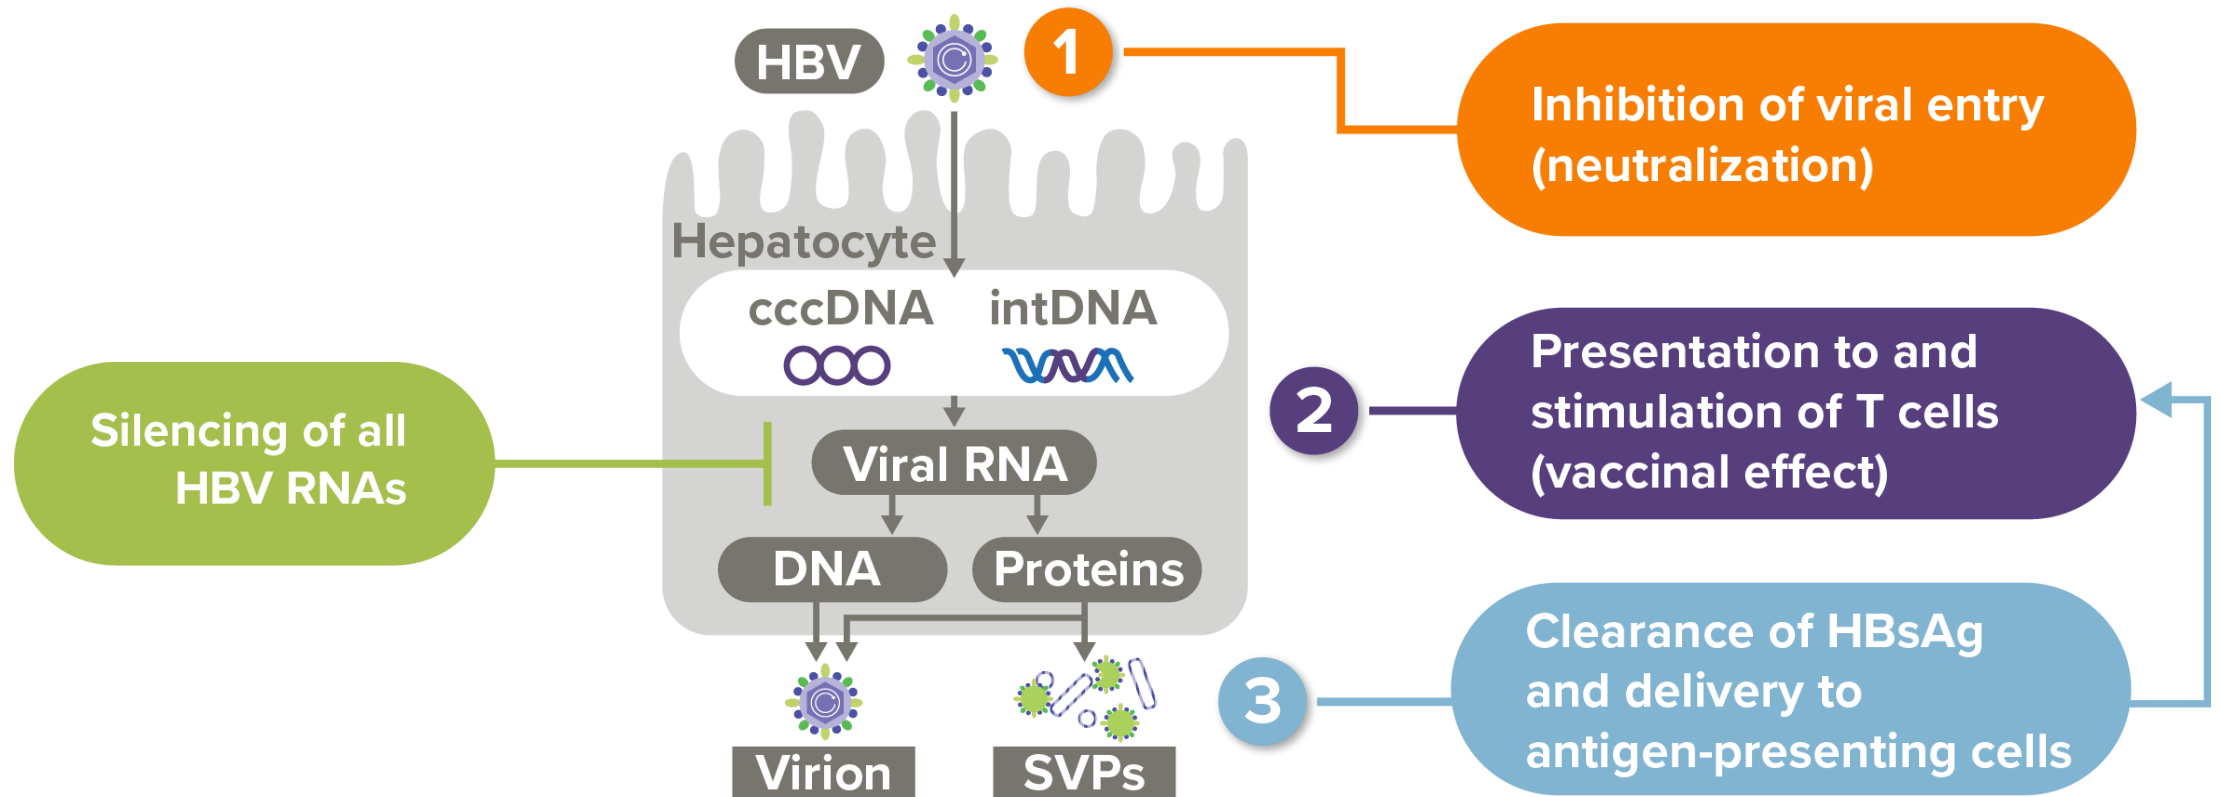 HBV
1
Inhibition of viral entry
(neutralization)
Hepatocyte
cccDNA
intDNA
Silencing of all
HBV RNAs
Viral RNA
2
Presentation to and
stimulation of T cells
(vaccinal effect)
DNA
Proteins
3
Clearance of HBsAg
and delivery to
antigen-presenting cells
Virion
SVPs